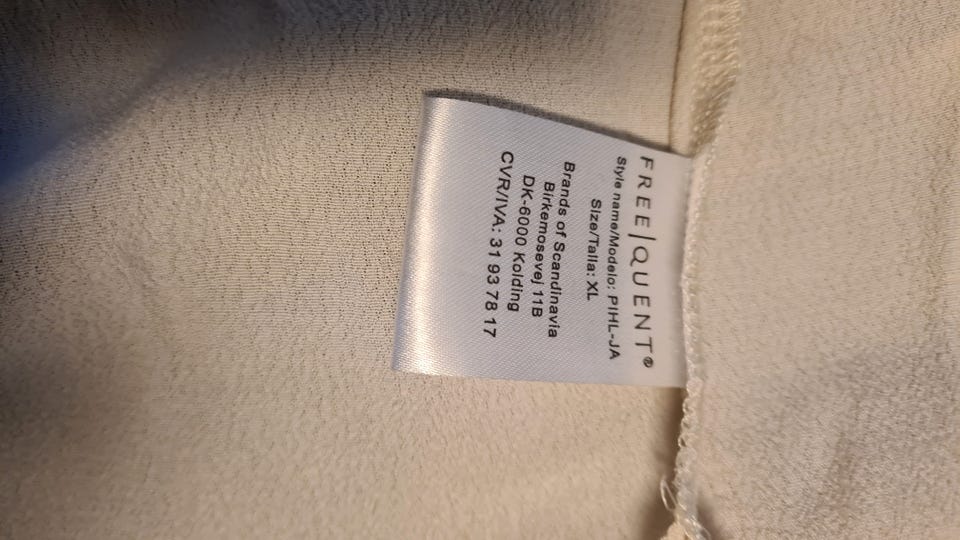 FREE|QUENT®
Style name/Modelo: PIHL-JA
Size/Talla: XL
Brands of Scandinavia
Birkemosevej 11B
DK-6000 Kolding
CVR/IVA: 31 93 78 17